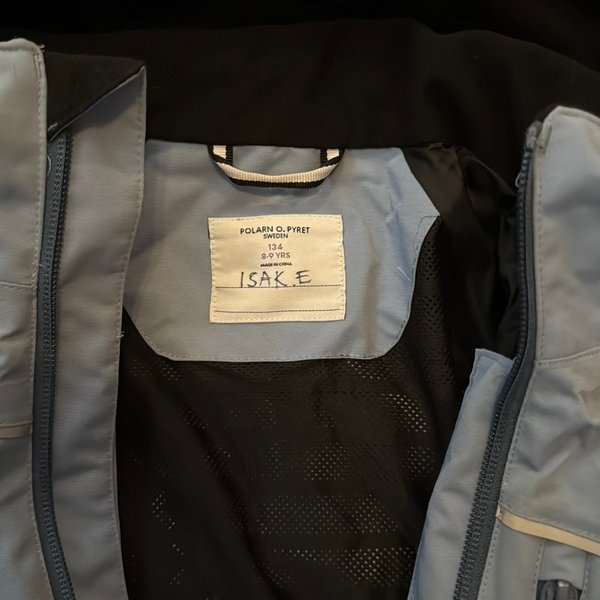 POLARN O. PYRET
SWEDEN
134
8-9 YRS
MADE IN CHINA
ISAK E